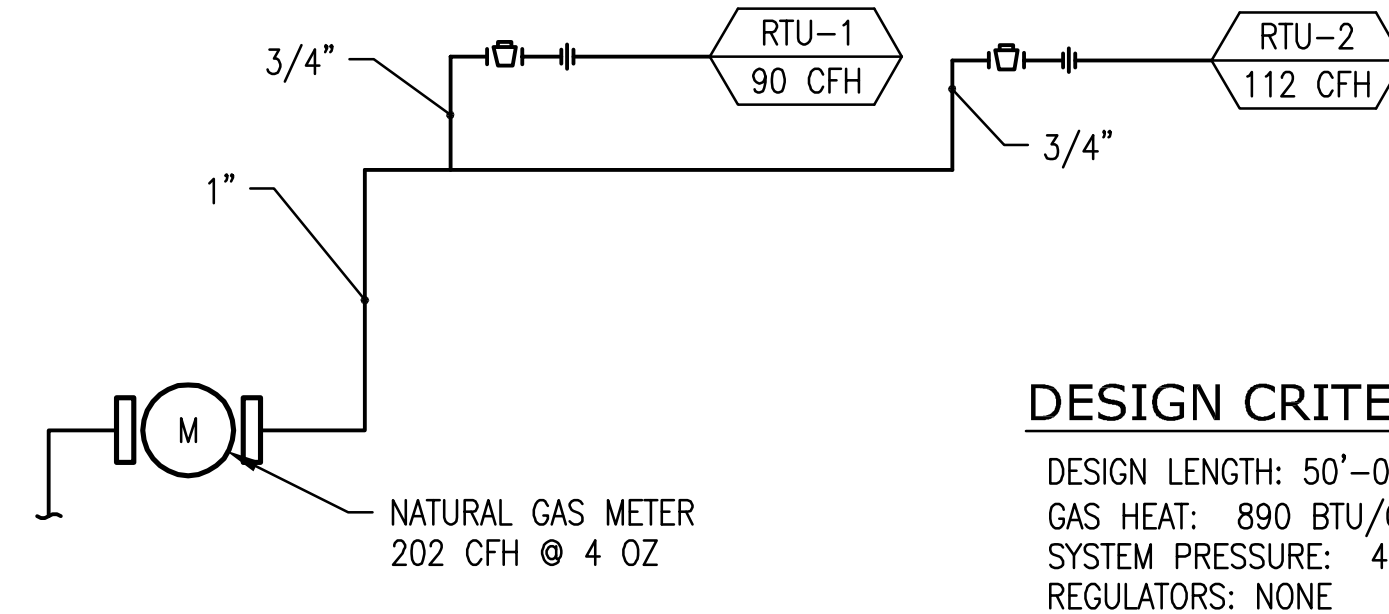 RTU-1
90 CFH
RTU-2
112 CFH
3/4"
3/4"
1"
M
NATURAL GAS METER
202 CFH @ 4 OZ
DESIGN CRITE
DESIGN LENGTH: 50'-0
GAS HEAT: 890 BTU/
SYSTEM PRESSURE: 4
REGULATORS: NONE